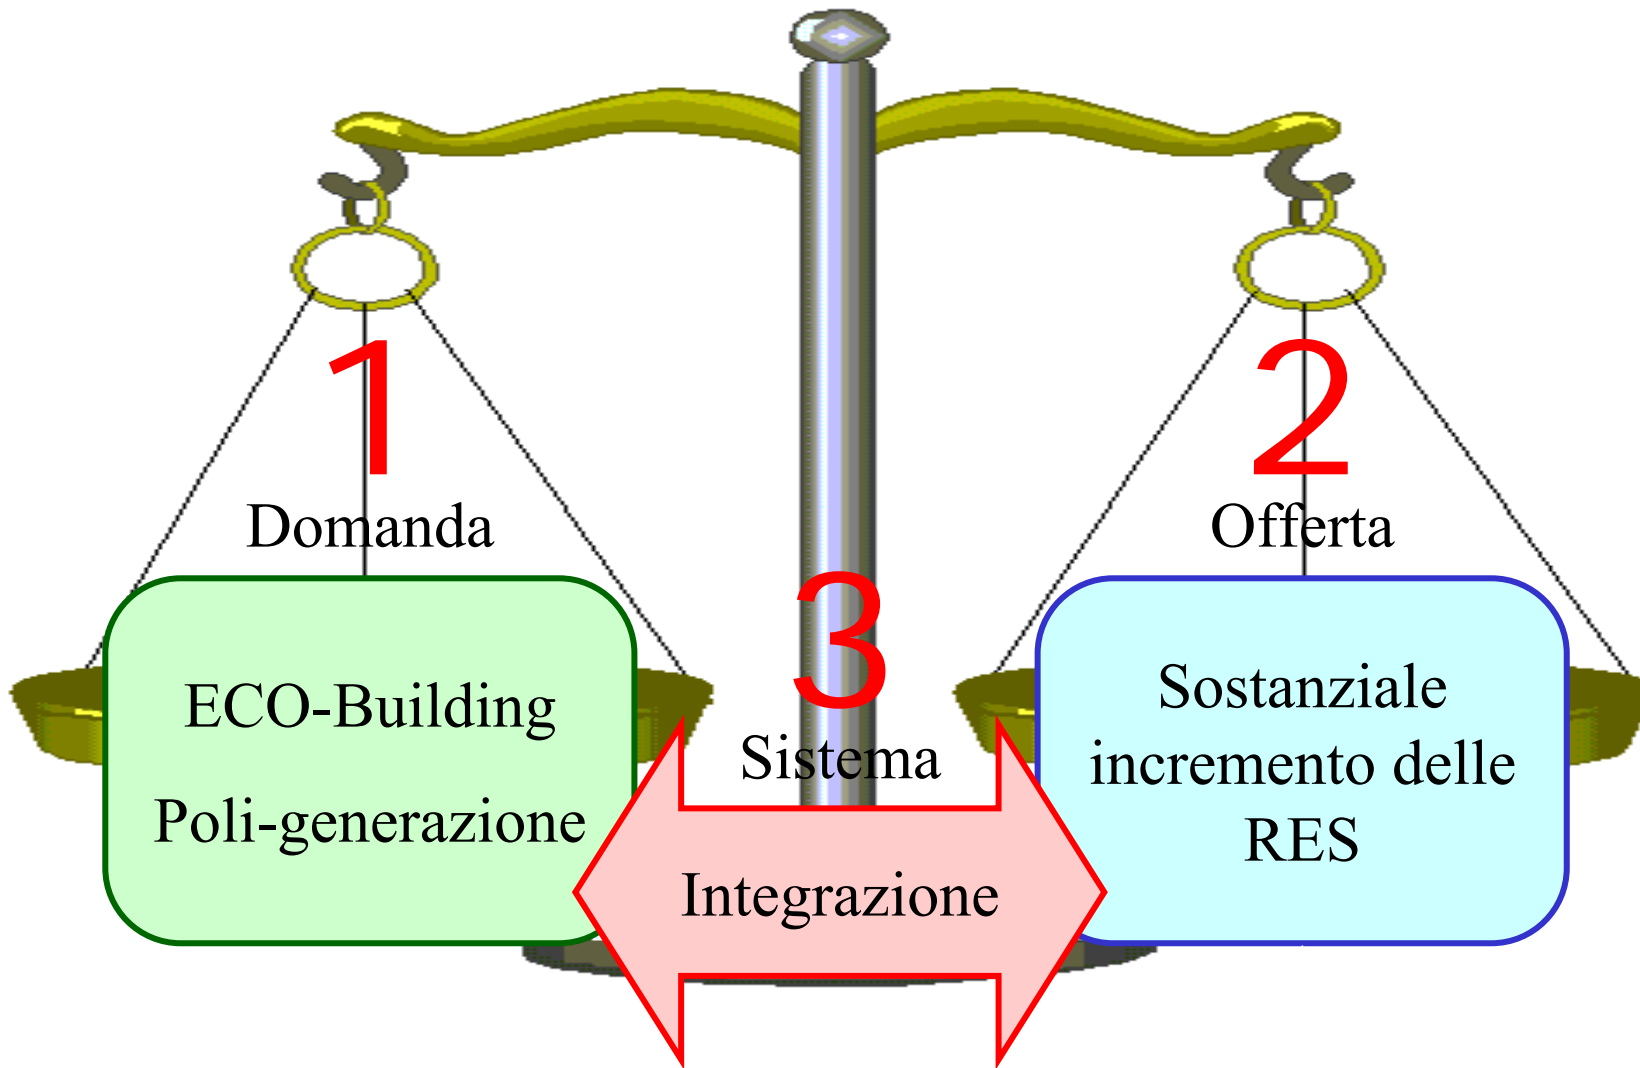 1
Domanda
ECO-Building
Poli-generazione
2
Offerta
Sostanziale
incremento delle
RES
3
Sistema
Integrazione